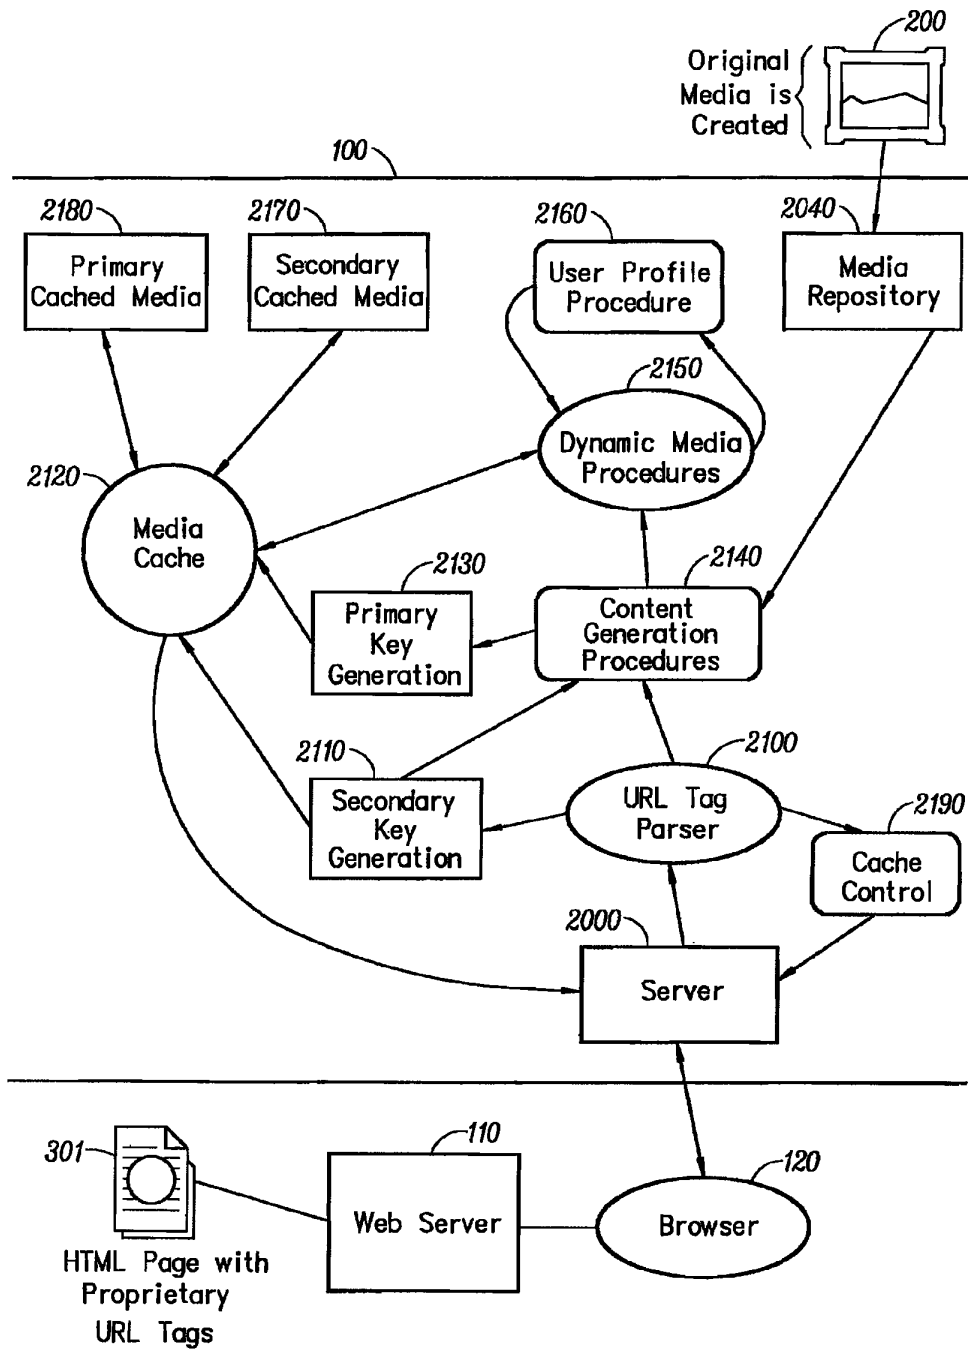 200
Original
Media is
Created
100
2180
Primary
Cached Media
2170
Secondary
Cached Media
2160
User Profile
Procedure
2040
Media
Repository
2150
Dynamic Media
Procedures
2120
Media
Cache
2130
Primary
Key
Generation
2140
Content
Generation
Procedures
2110
Secondary
Key
Generation
2100
URL Tag
Parser
2190
Cache
Control
2000
Server
301
HTML Page with
Proprietary
URL Tags
110
Web Server
120
Browser